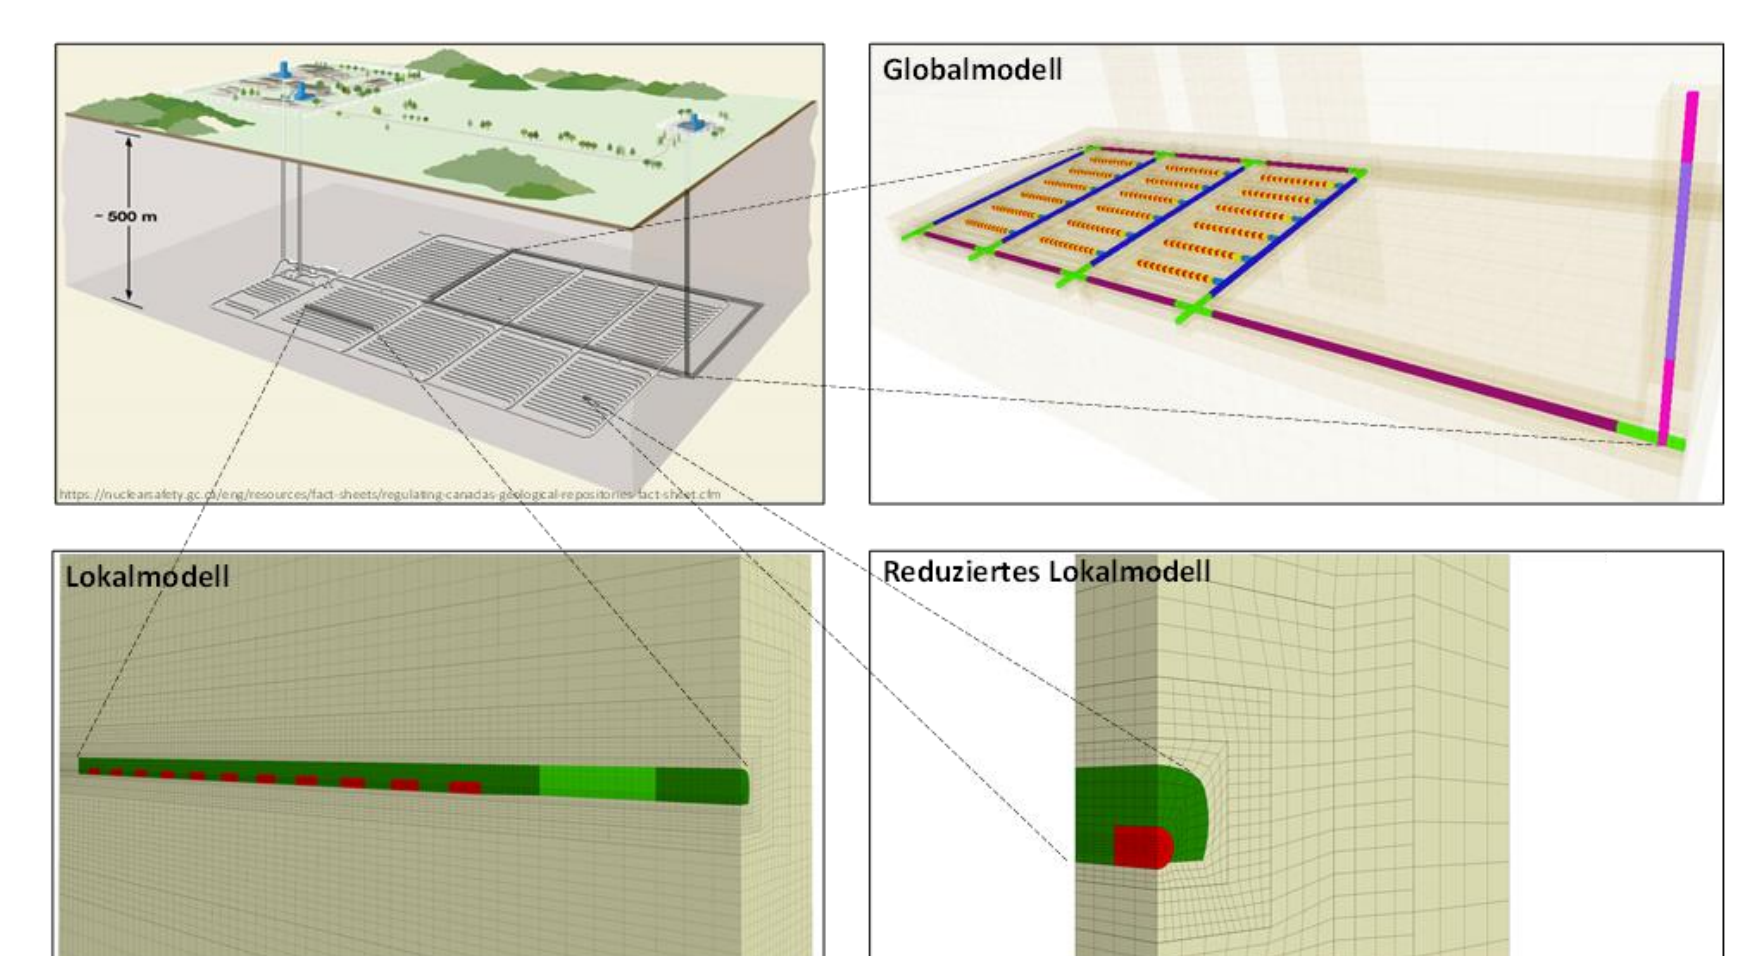 Globalmodell
~ 500 m
https://nuclearsafety.gc.ca/eng/resources/fact-sheets/regulating-canadas-geological-repositories-fact-sheet.cfm
Lokalmodell
Reduziertes Lokalmodell